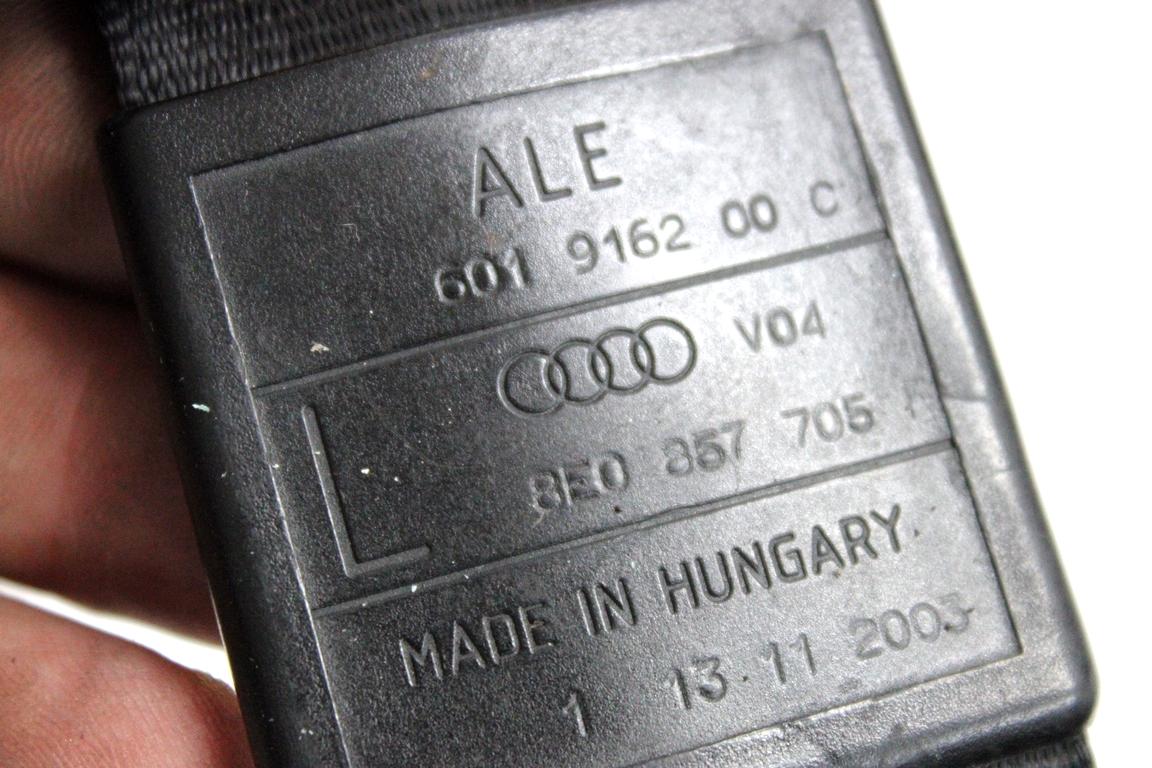 ALE
601 9162 00 C
V04
L
8E0 857 705
MADE IN HUNGARY
1 13.11 2003